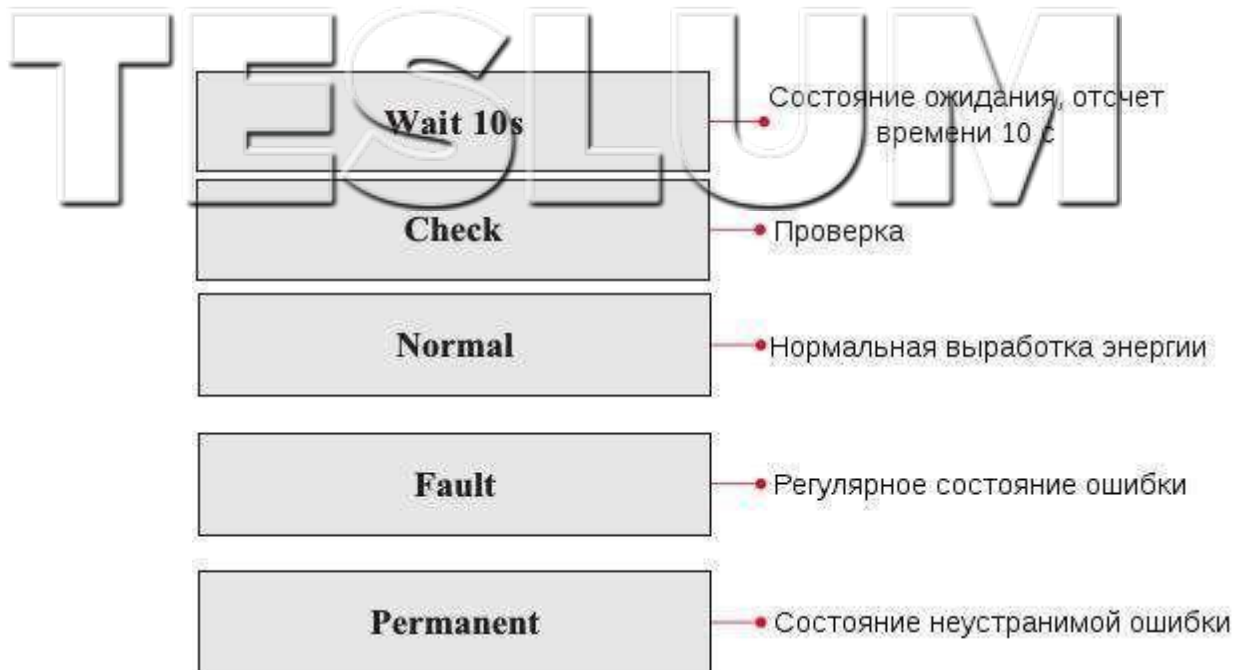 TESLUM
Wait 10s
Состояние ожидания, отсчет
времени 10 с
Check
Проверка
Normal
Нормальная выработка энергии
Fault
Регулярное состояние ошибки
Permanent
Состояние неустранимой ошибки